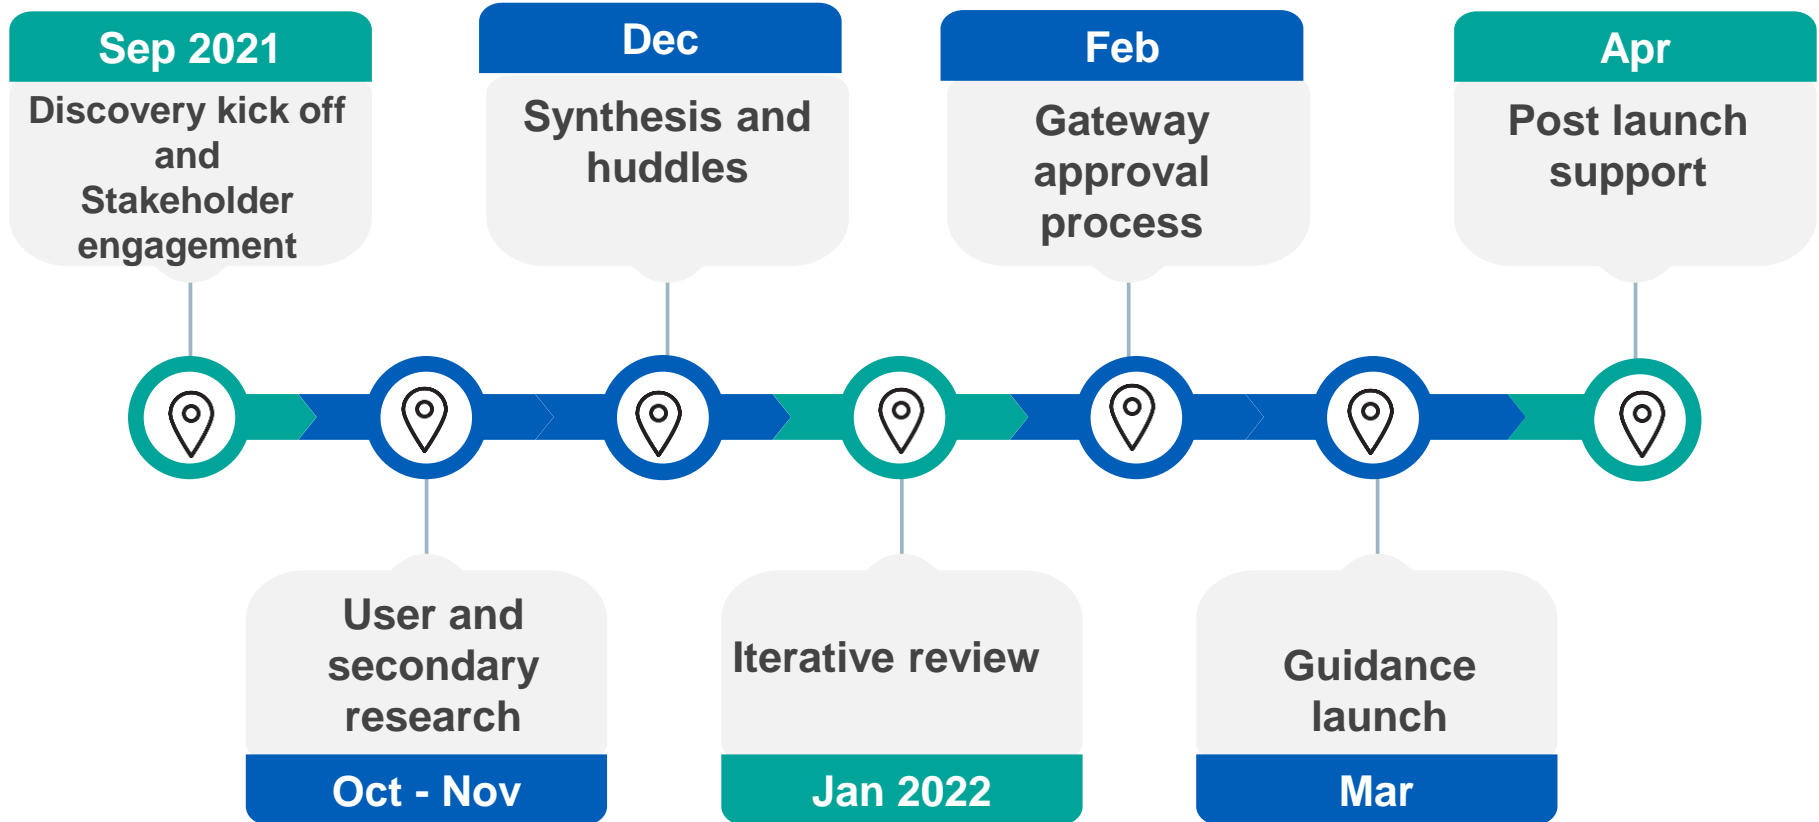 Sep 2021
Discovery kick off
and
Stakeholder
engagement
Dec
Synthesis and
huddles
Feb
Gateway
approval
process
Apr
Post launch
support
User and
secondary
research
Oct - Nov
Iterative review
Jan 2022
Guidance
launch
Mar